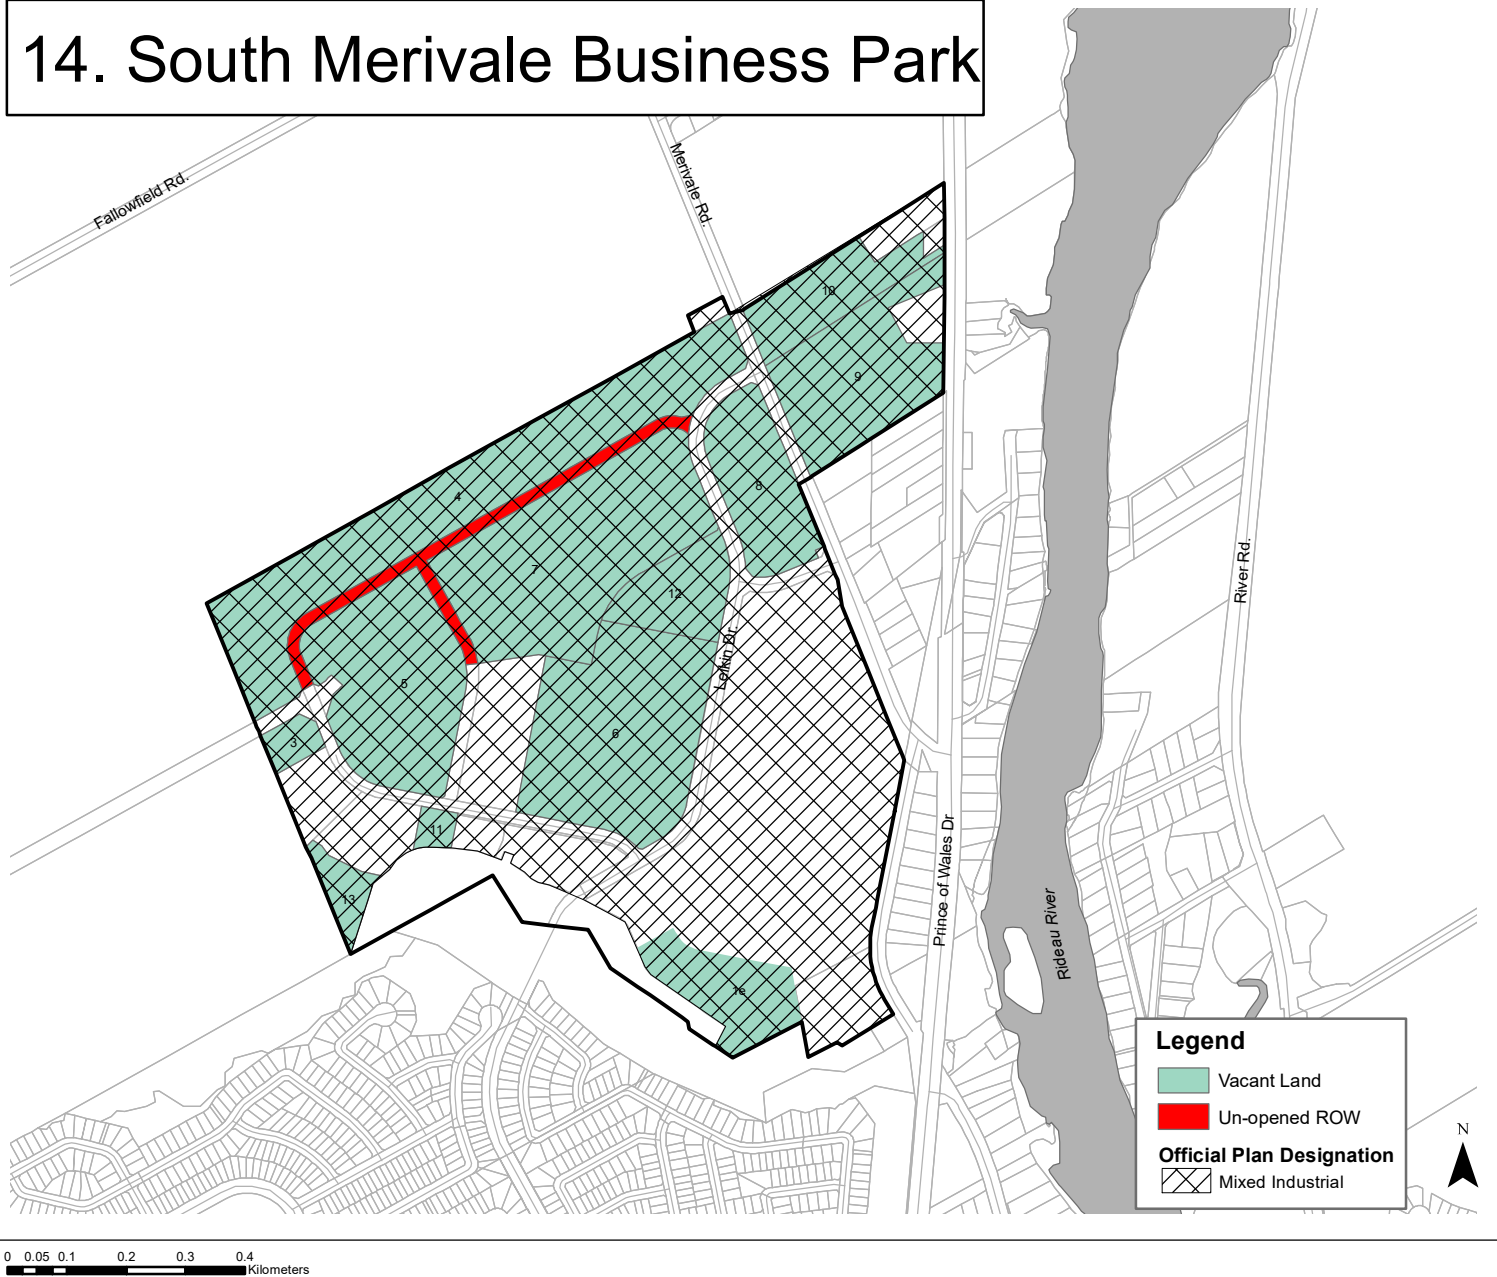 14. South Merivale Business Park
Fallowfield Rd.
Merivale Rd.
10
9
4
8
7
12
Lelkin Dr.
5
3
6
11
13
1e
River Rd.
Prince of Wales Dr
Rideau River
Legend
Vacant Land
Un-opened ROW
Official Plan Designation
Mixed Industrial
N
0 0.05 0.1 0.2 0.3 0.4
Kilometers